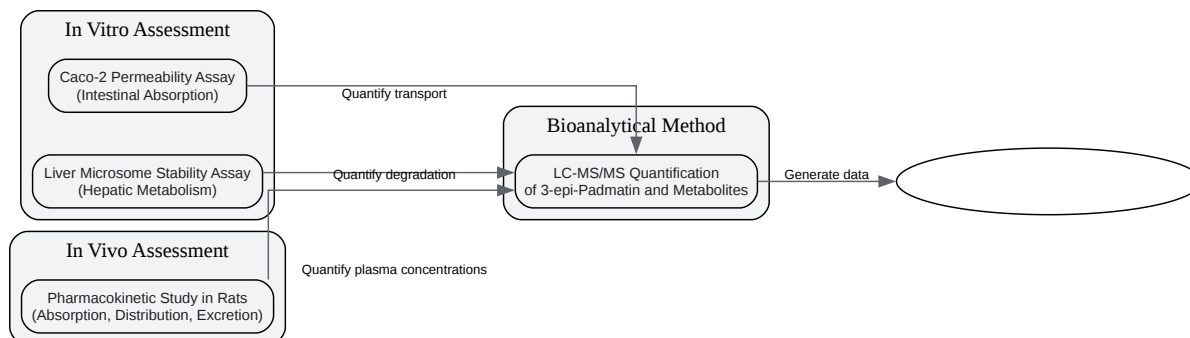 In Vitro Assessment
Caco-2 Permeability Assay
(Intestinal Absorption)
Quantify transport
Liver Microsome Stability Assay
(Hepatic Metabolism)
Quantify degradation
Bioanalytical Method
LC-MS/MS Quantification
of 3-epi-Padmatin and Metabolites
Generate data
In Vivo Assessment
Quantify plasma concentrations
Pharmacokinetic Study in Rats
(Absorption, Distribution, Excretion)